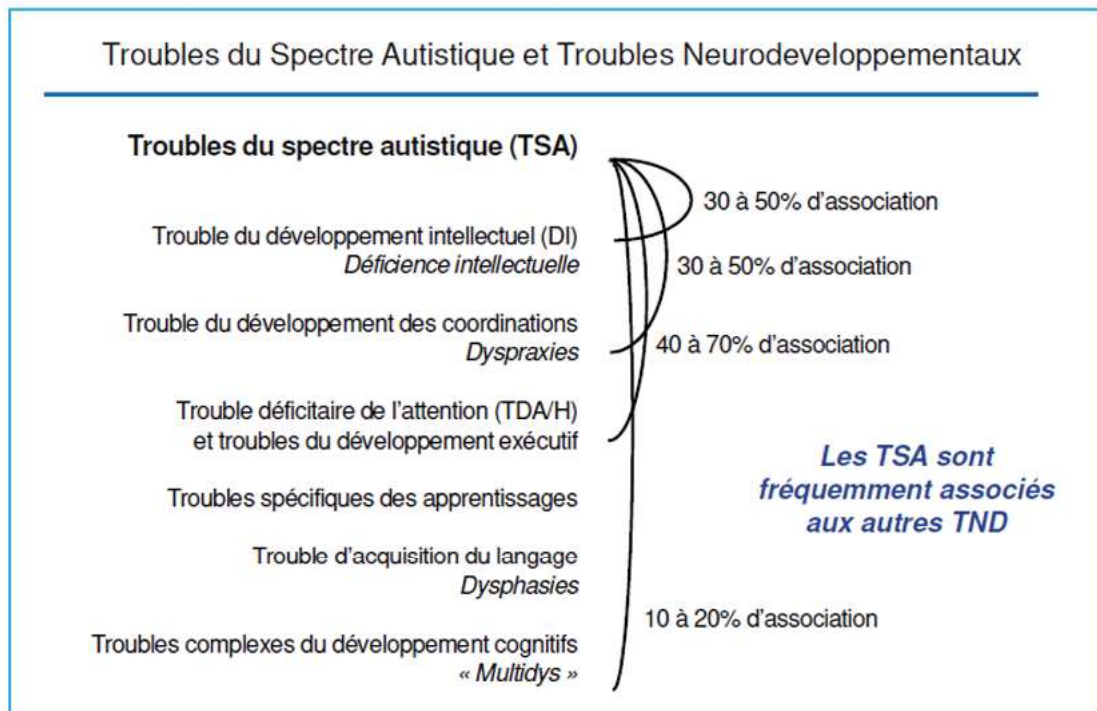 Troubles du Spectre Autistique et Troubles Neurodeveloppementaux
Troubles du spectre autistique (TSA)
30 à 50% d’association
Trouble du développement intellectuel (DI)
Déficience intellectuelle
30 à 50% d’association
Trouble du développement des coordinations
Dyspraxies
40 à 70% d’association
Trouble déficitaire de l’attention (TDA/H)
et troubles du développement exécutif
Les TSA sont
fréquemment associés
aux autres TND
Troubles spécifiques des apprentissages
Trouble d’acquisition du langage
Dysphasies
10 à 20% d’association
Troubles complexes du développement cognitifs
« Multidys »